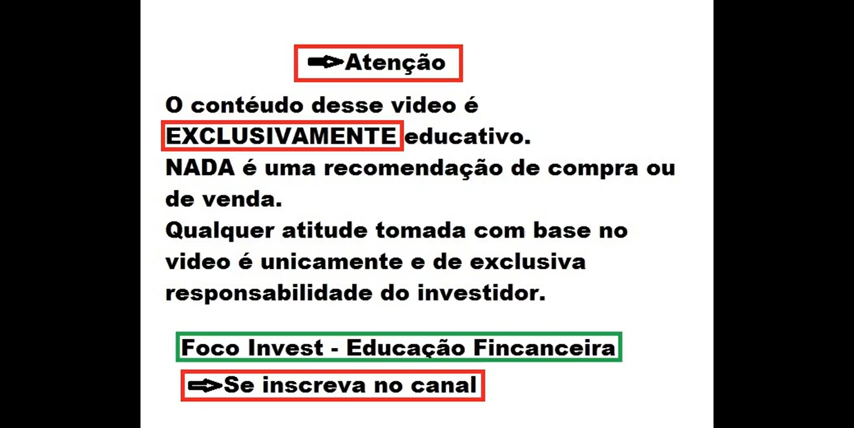 Atenção
O contéudo desse video é
EXCLUSIVAMENTE educativo.
NADA é uma recomendação de compra ou
de venda.
Qualquer atitude tomada com base no
video é unicamente e de exclusiva
responsabilidade do investidor.
Foco Invest - Educação Fincanceira
Se inscreva no canal